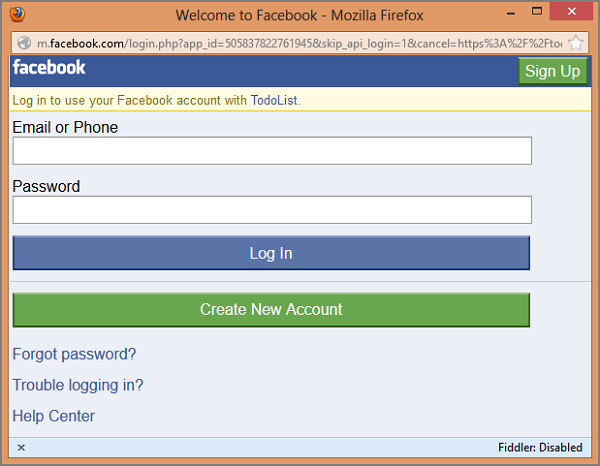 Welcome to Facebook - Mozilla Firefox
m.facebook.com/login.php?app_id=505837822761945&skip_api_login=1&cancel=https%3A%2F%2Ftoc
facebook
Sign Up
Log in to use your Facebook account with TodoList.
Email or Phone
Password
Log In
Create New Account
Forgot password?
Trouble logging in?
Help Center
Fiddler: Disabled